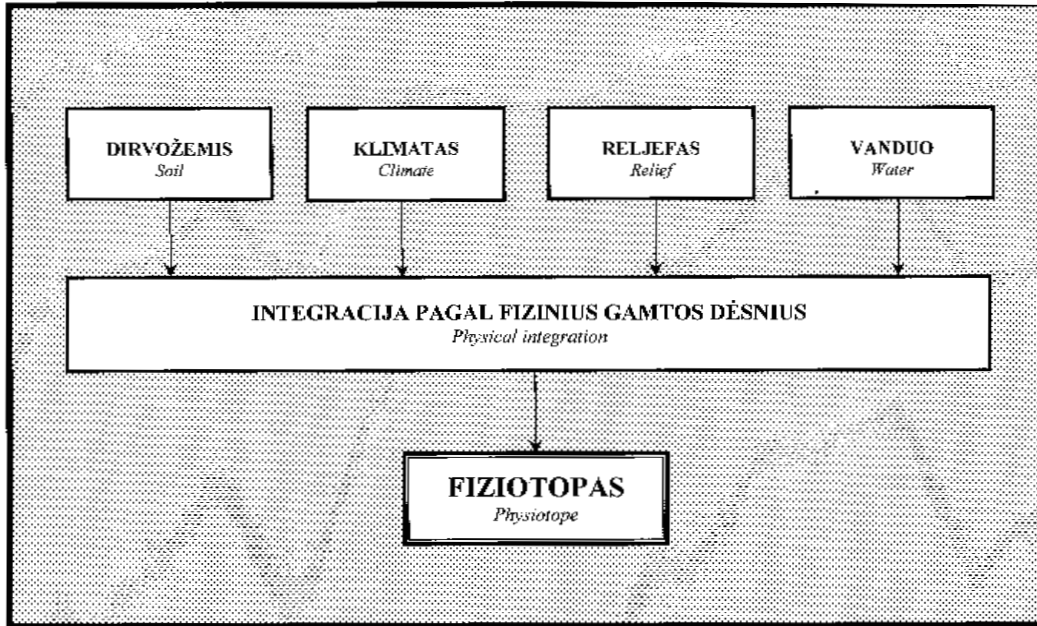 DIRVOŽEMIS
Soil
KLIMATAS
Climate
RELJEFAS
Relief
VANDUO
Water
INTEGRACIJA PAGAL FIZINIUS GAMTOS DĖSNIUS
Physical integration
FIZIOTOPAS
Physiotope